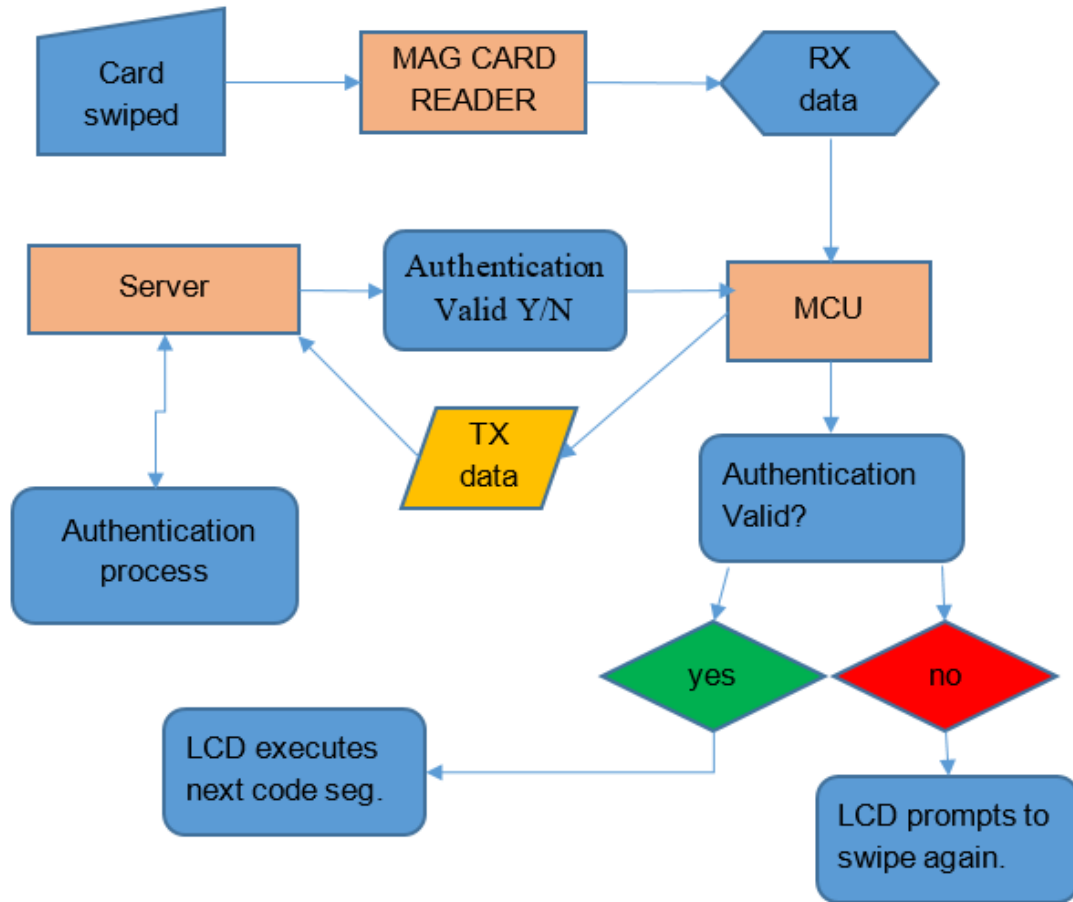 Card
swiped
MAG CARD
READER
RX
data
Server
Authentication
Valid Y/N
MCU
TX
data
Authentication
process
Authentication
Valid?
yes
no
LCD executes
next code seg.
LCD prompts to
swipe again.